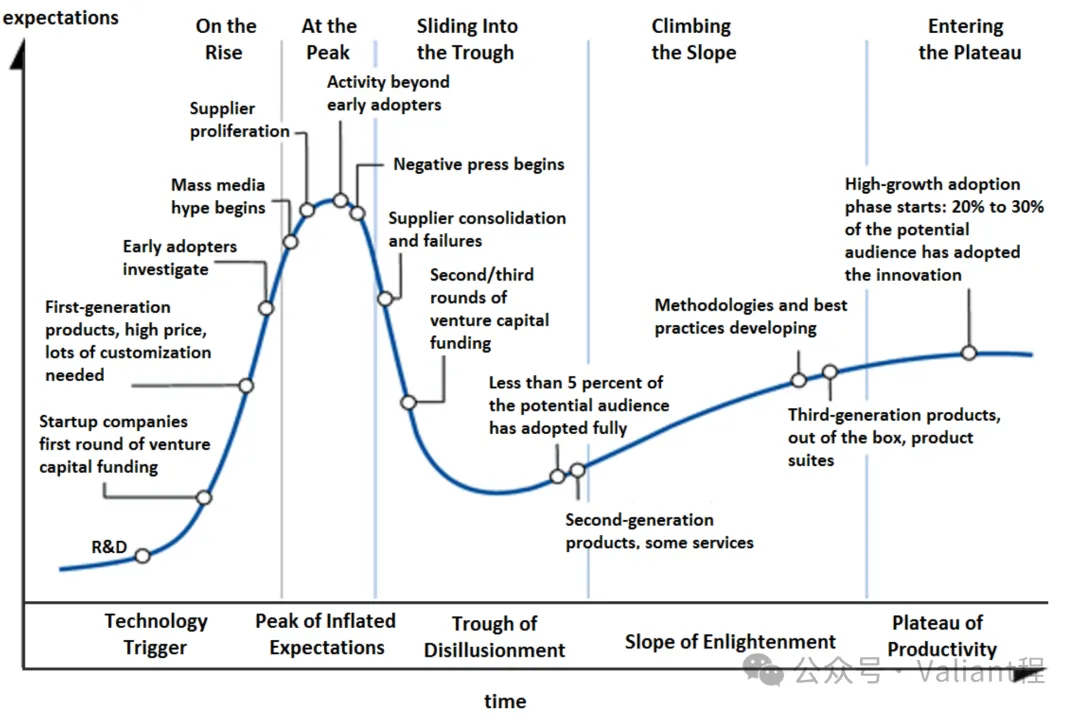 expectations
On the
Rise
At the
Peak
Sliding Into
the Trough
Climbing
the Slope
Entering
the Plateau
Activity beyond
early adopters
Supplier
proliferation
Negative press begins
Mass media
hype begins
High-growth adoption
phase starts: 20% to 30%
of the potential
audience has adopted
the innovation
Supplier consolidation
and failures
Early adopters
investigate
Second/third
rounds of
venture capital
funding
First-generation
products, high price,
lots of customization
needed
Methodologies and best
practices developing
Less than 5 percent of
the potential audience
has adopted fully
Startup companies
first round of venture
capital funding
Third-generation products,
out of the box, product
suites
Second-generation
products, some services
R&D
Technology
Trigger
Peak of Inflated
Expectations
Trough of
Disillusionment
Slope of Enlightenment
Plateau of
Productivity
公众号 · Valiant程
time